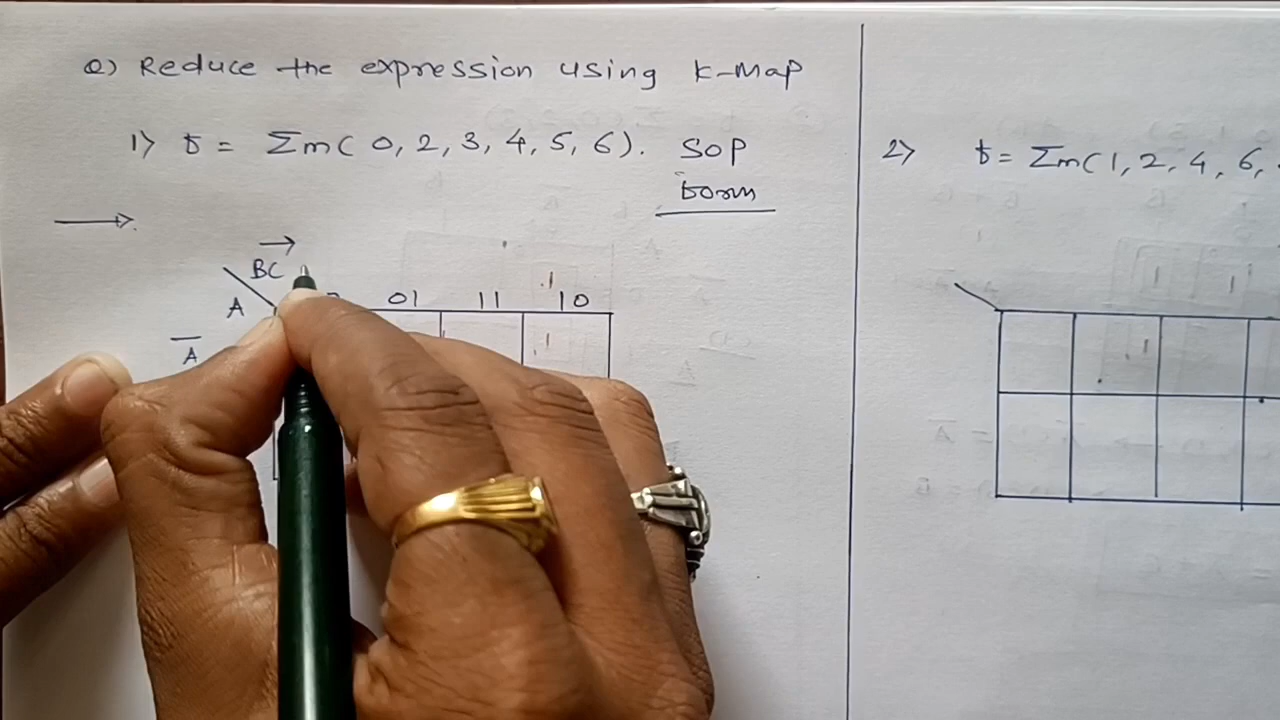 Q) Reduce the expression using K-Map
1) f = Σm( 0, 2, 3, 4, 5, 6). SOP
form
2) f = Σm( 1, 2, 4, 6,
BC
A 01 11 10
A̅